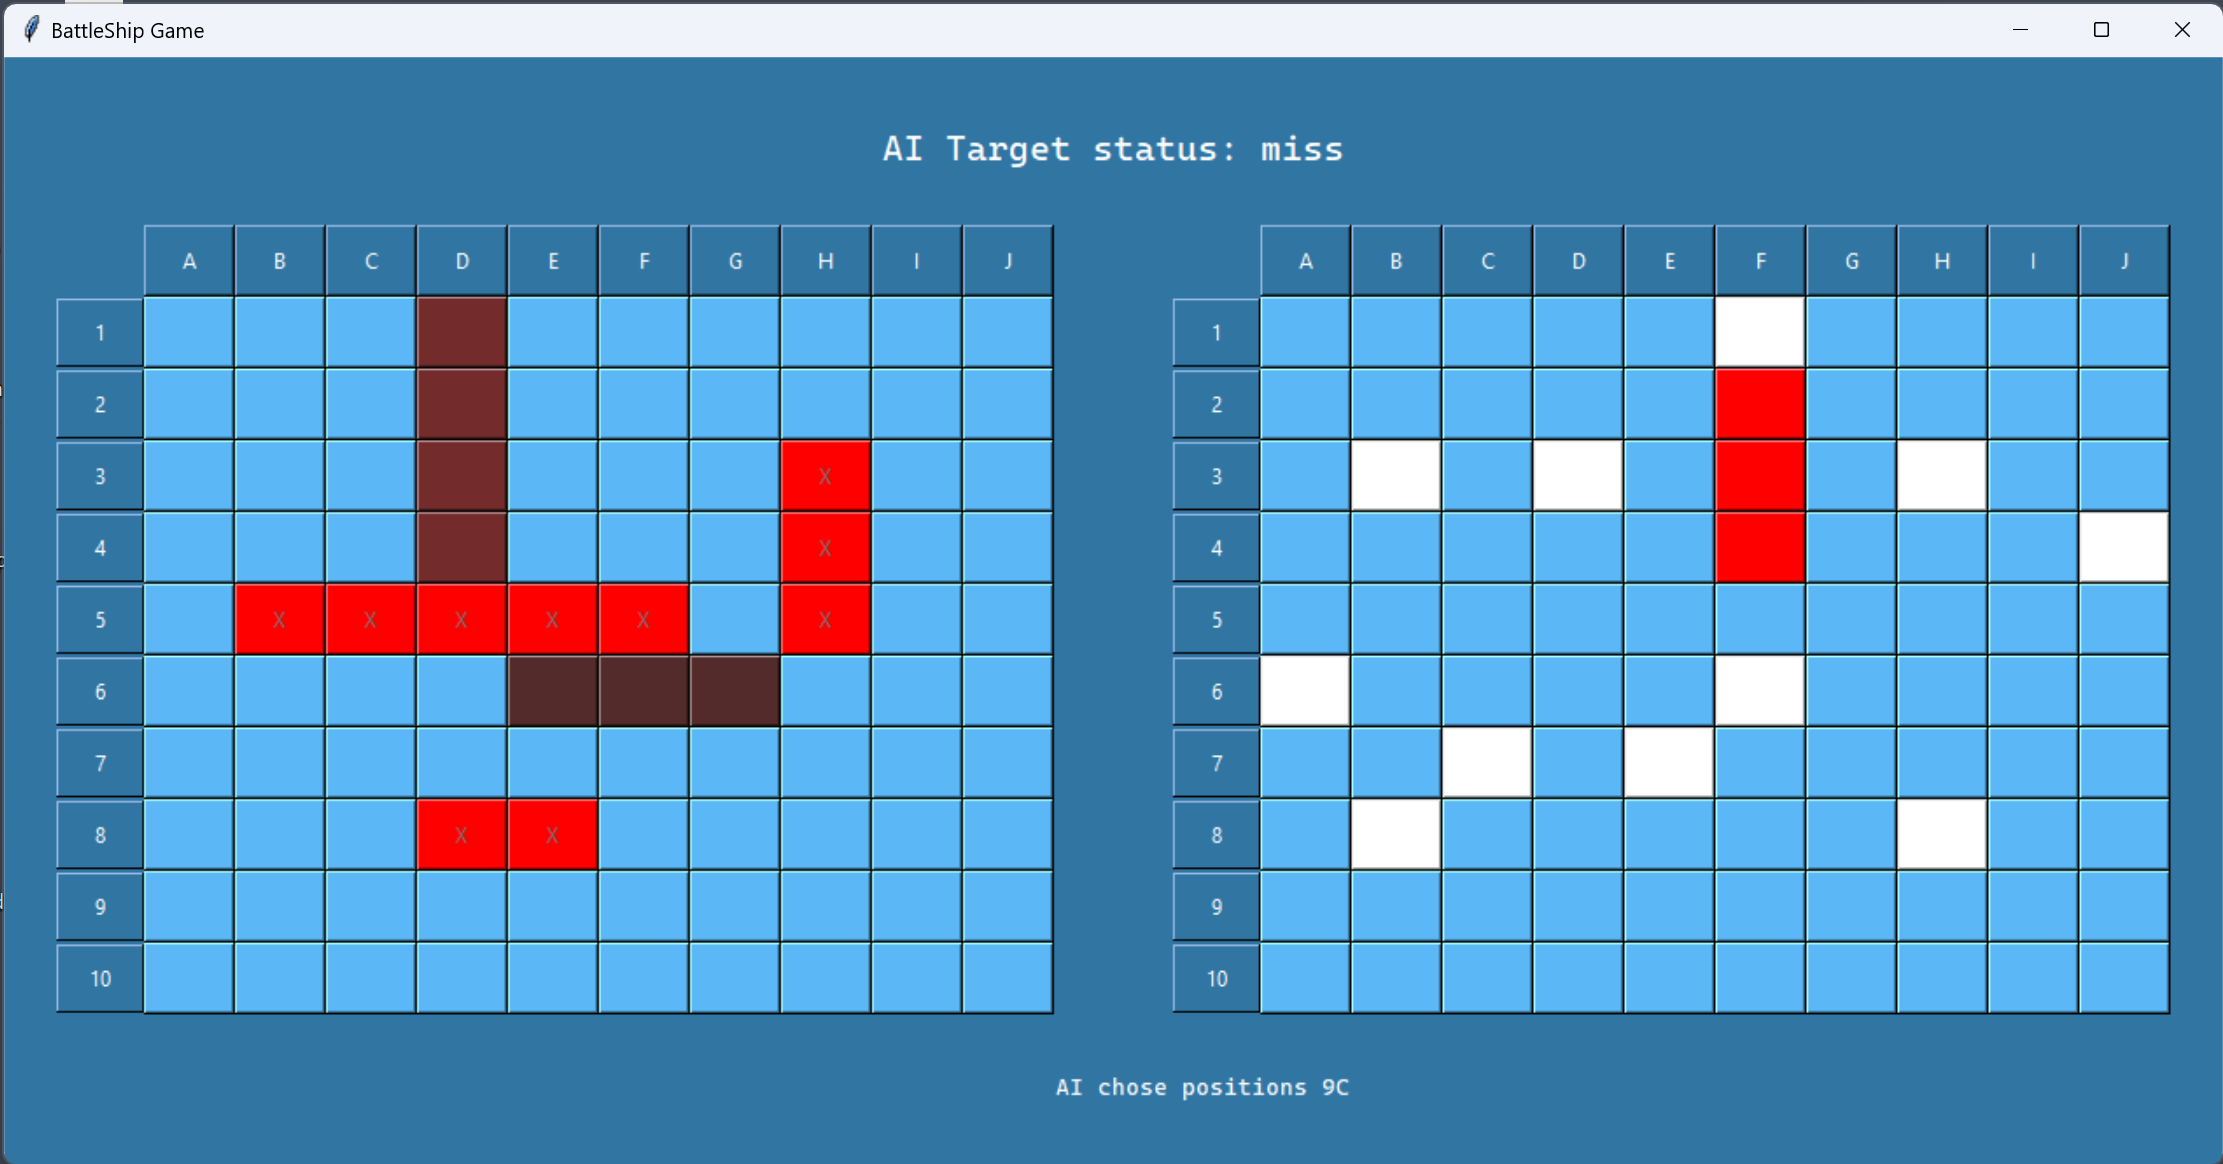 BattleShip Game
AI Target status: miss
A B C D E F G H I J
A B C D E F G H I J
1 1
2 2
3 X 3
4 X 4
5 X X X X X X 5
6 6
7 7
8 X X 8
9 9
10 10
AI chose positions 9C